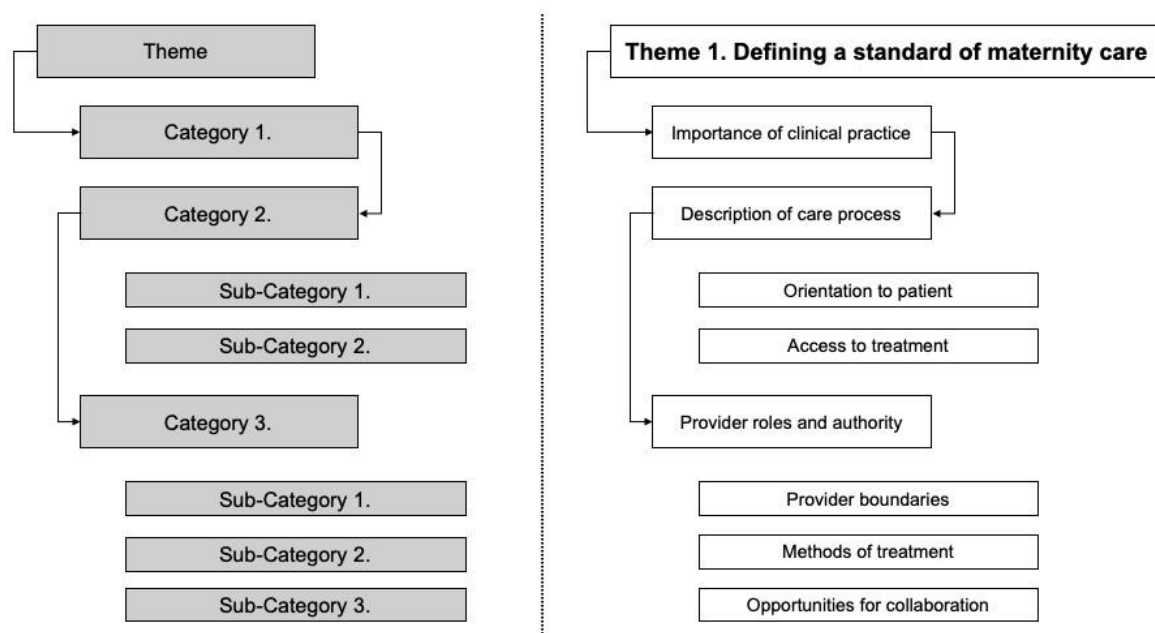 Theme
Category 1.
Category 2.
Sub-Category 1.
Sub-Category 2.
Category 3.
Sub-Category 1.
Sub-Category 2.
Sub-Category 3.
Theme 1. Defining a standard of maternity care
Importance of clinical practice
Description of care process
Orientation to patient
Access to treatment
Provider roles and authority
Provider boundaries
Methods of treatment
Opportunities for collaboration